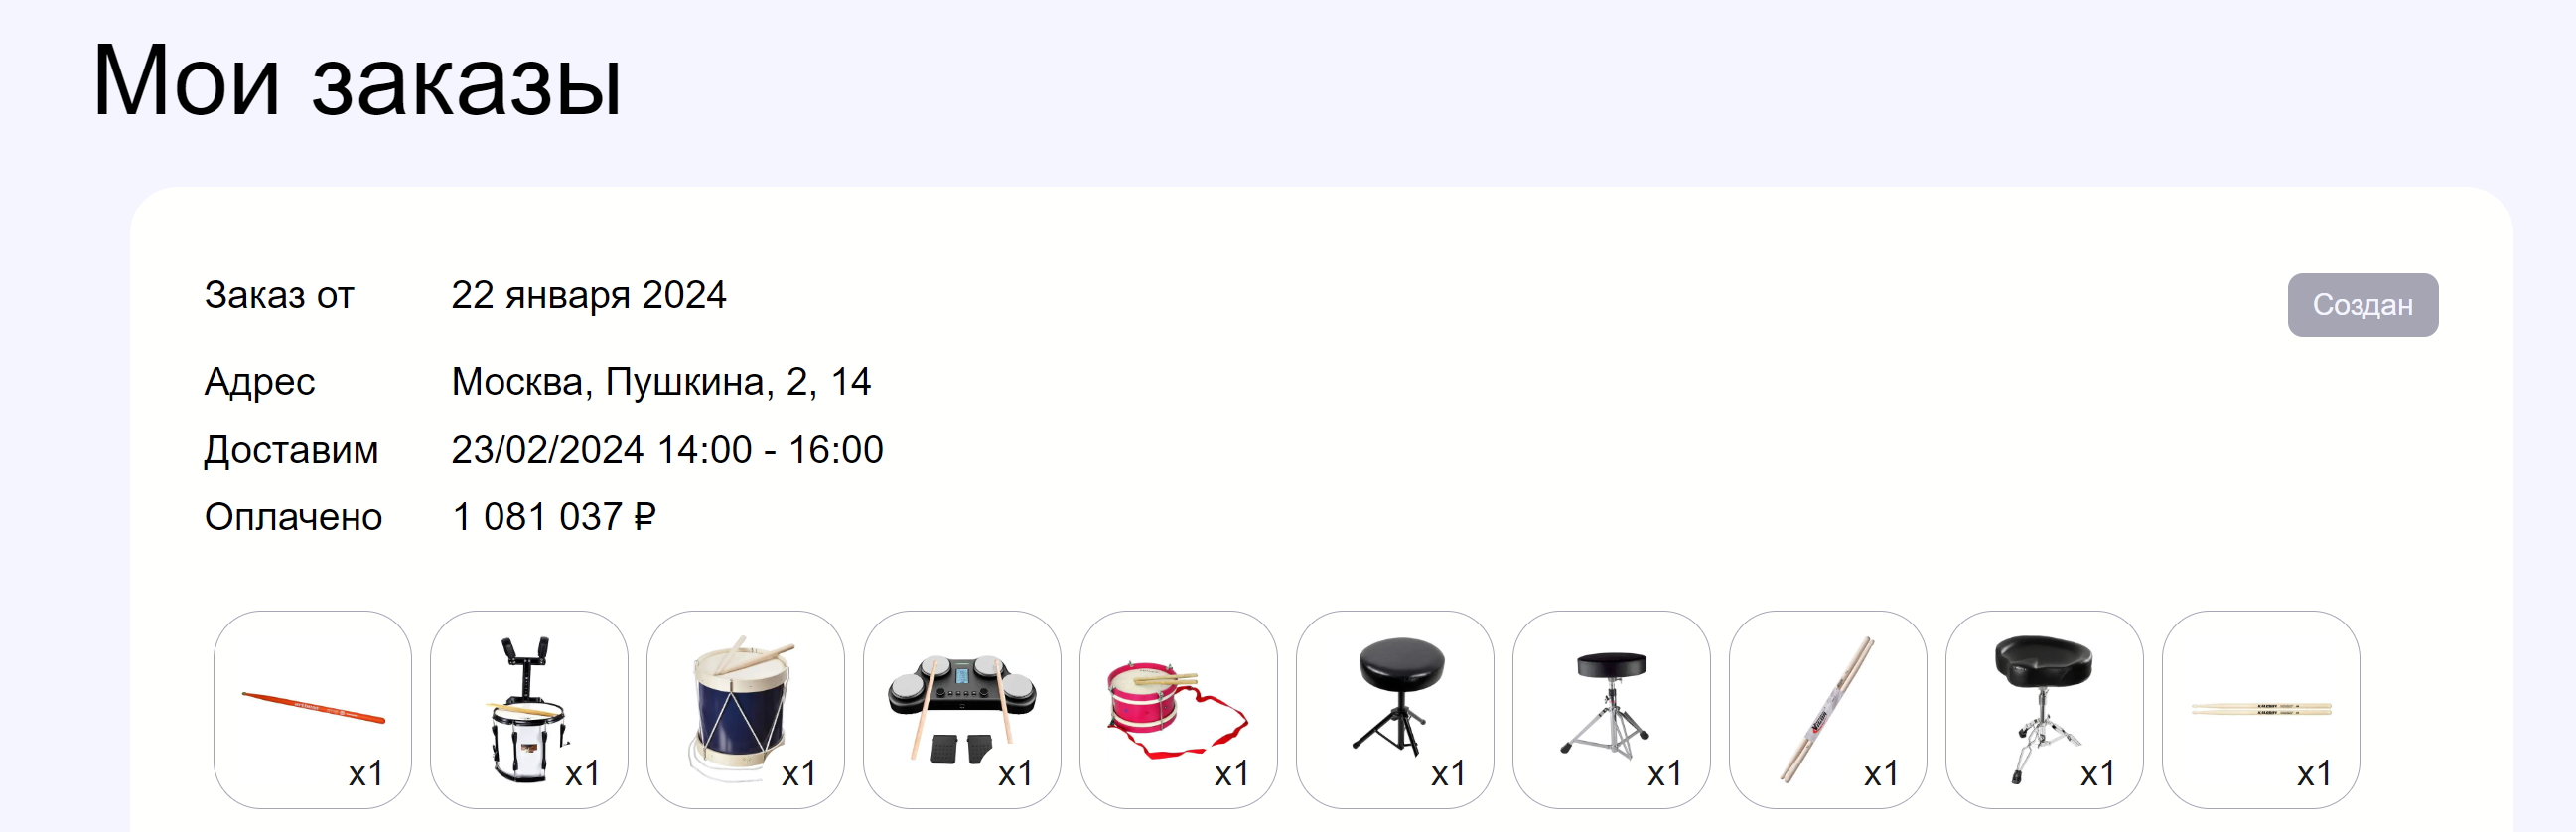 Мои заказы
Заказ от 22 января 2024
Создан
Адрес Москва, Пушкина, 2, 14
Доставим 23/02/2024 14:00 - 16:00
Оплачено 1 081 037 ₽
x1 x1 x1 x1 x1 x1 x1 x1 x1 x1